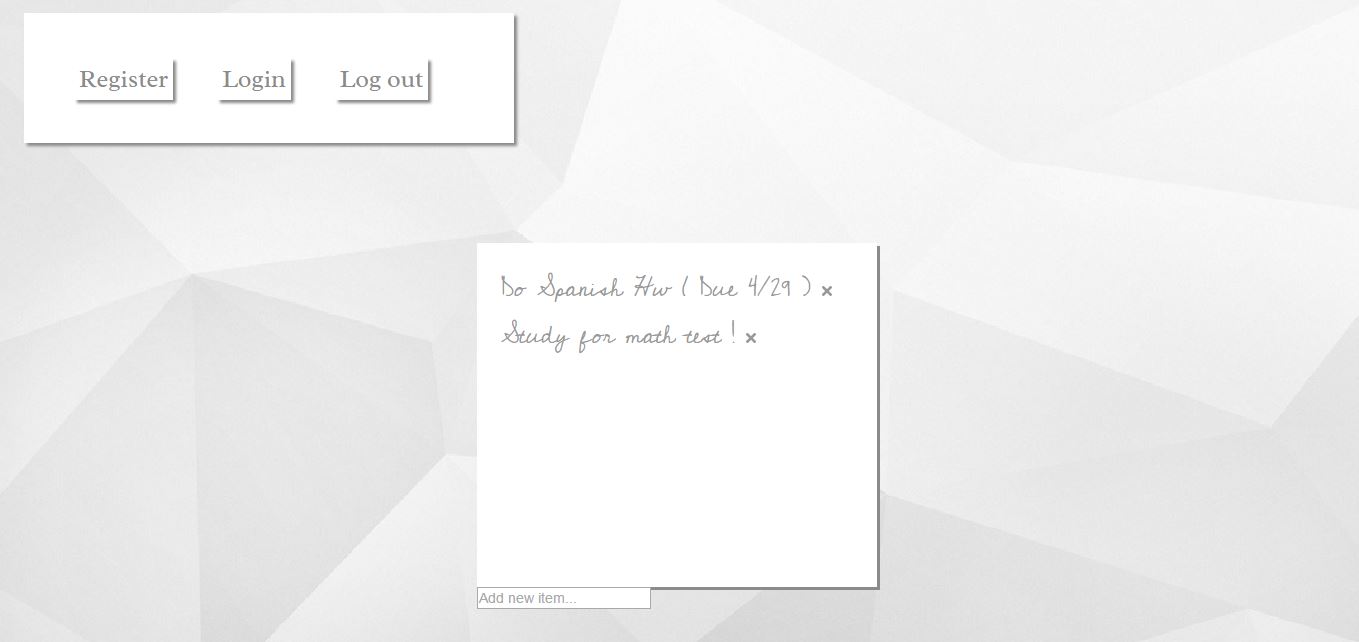 Register Login Log out
Do Spanish Hw ( Due 4/29 ) ×
Study for math test ! ×
Add new item...